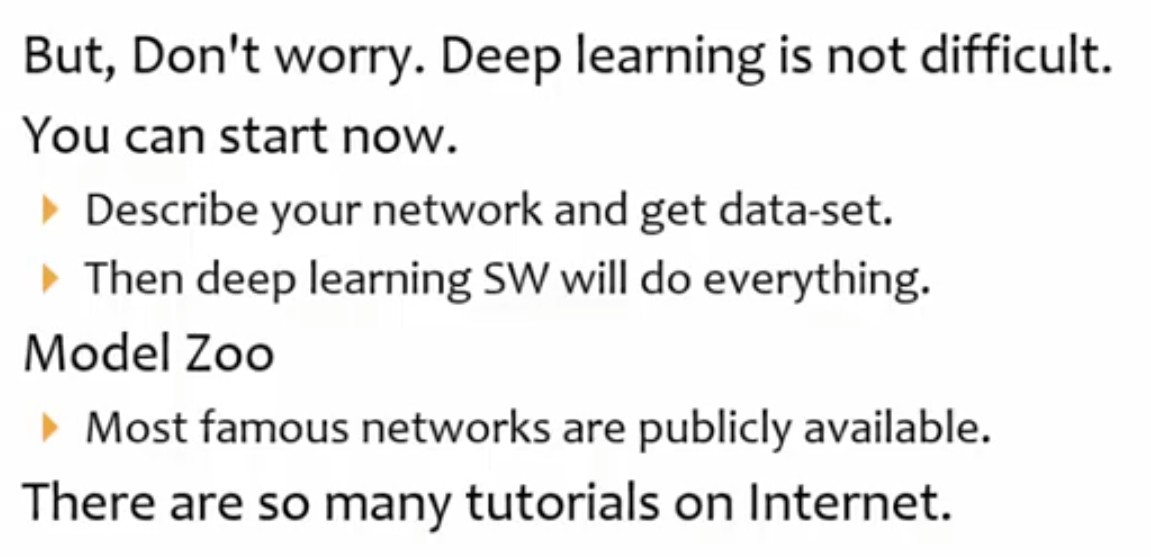 But, Don't worry. Deep learning is not difficult.
You can start now.
Describe your network and get data-set.
Then deep learning SW will do everything.
Model Zoo
Most famous networks are publicly available.
There are so many tutorials on Internet.